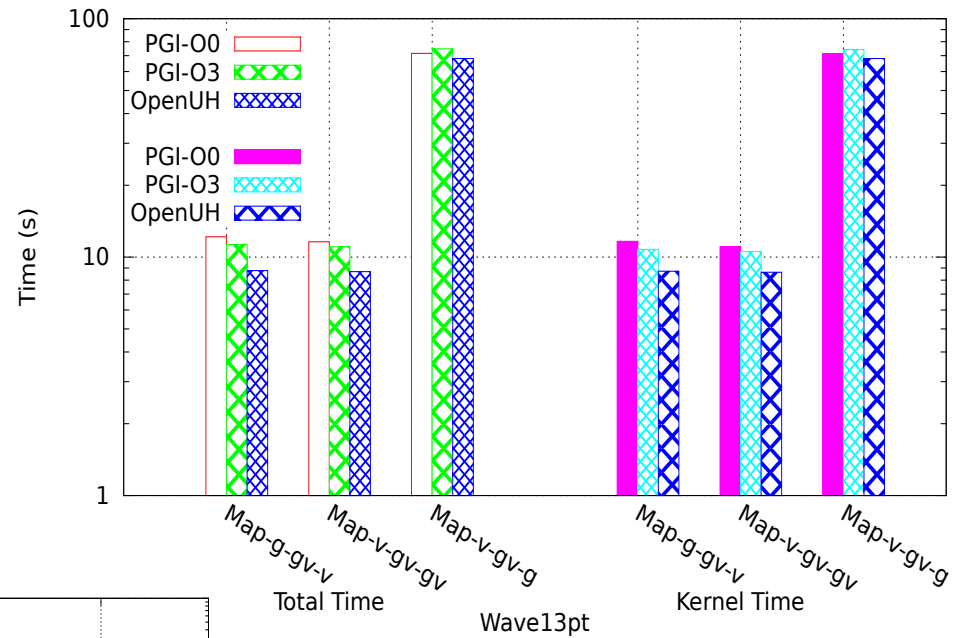 100
10
1
Time (s)
PGI-O0
PGI-O3
OpenUH
PGI-O0
PGI-O3
OpenUH
Map-g-gv-v
Map-v-gv-gv
Map-v-gv-g
Map-g-gv-v
Map-v-gv-gv
Map-v-gv-g
Total Time
Kernel Time
Wave13pt